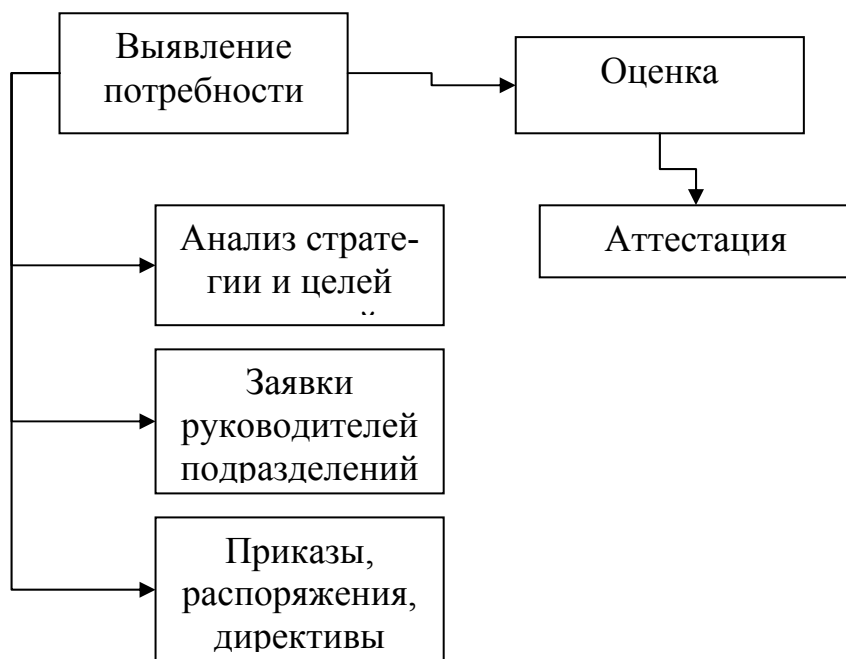 Выявление
потребности
Оценка
Аттестация
Анализ страте-
гии и целей
Заявки
руководителей
подразделений
Приказы,
распоряжения,
директивы